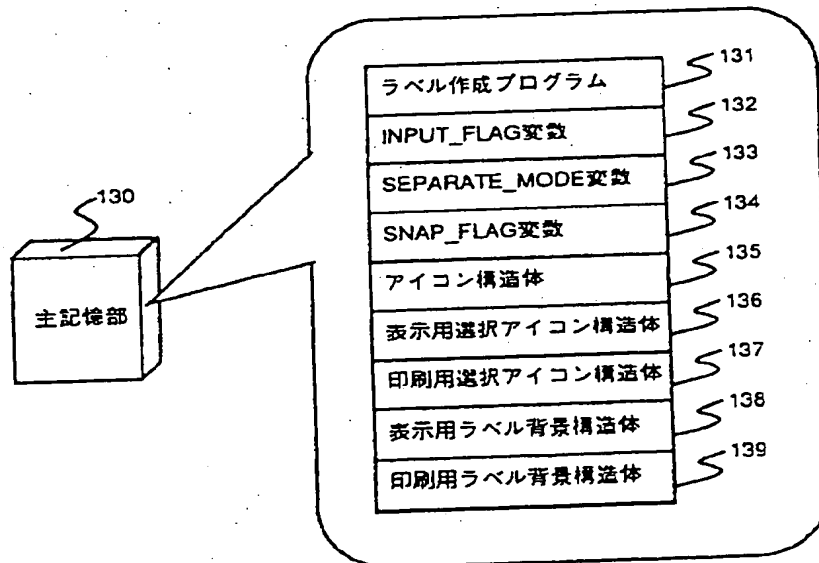 130
主記憶部
ラベル作成プログラム 131
INPUT_FLAG変数 132
SEPARATE_MODE変数 133
SNAP_FLAG変数 134
アイコン構造体 135
表示用選択アイコン構造体 136
印刷用選択アイコン構造体 137
表示用ラベル背景構造体 138
印刷用ラベル背景構造体 139